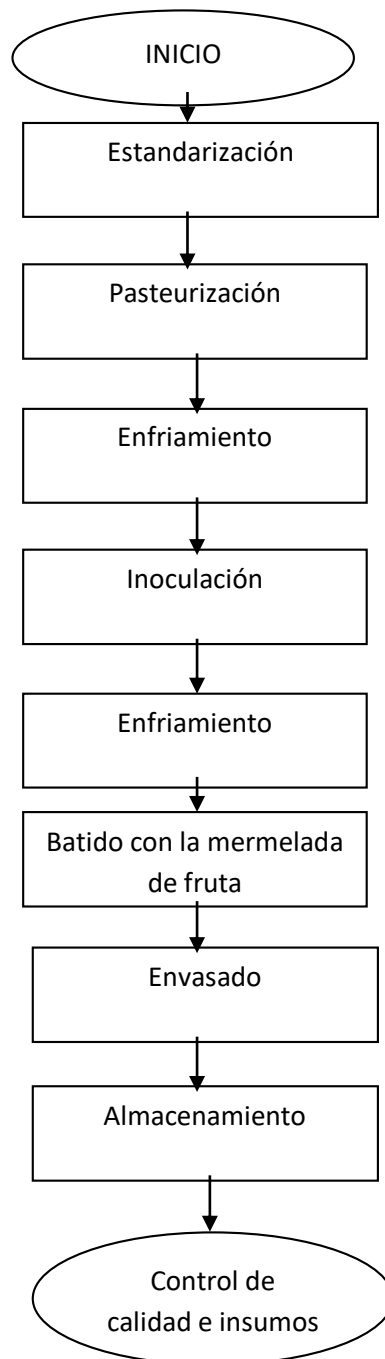 INICIO
Estandarización
Pasteurización
Enfriamiento
Inoculación
Enfriamiento
Batido con la mermelada
de fruta
Envasado
Almacenamiento
Control de
calidad e insumos